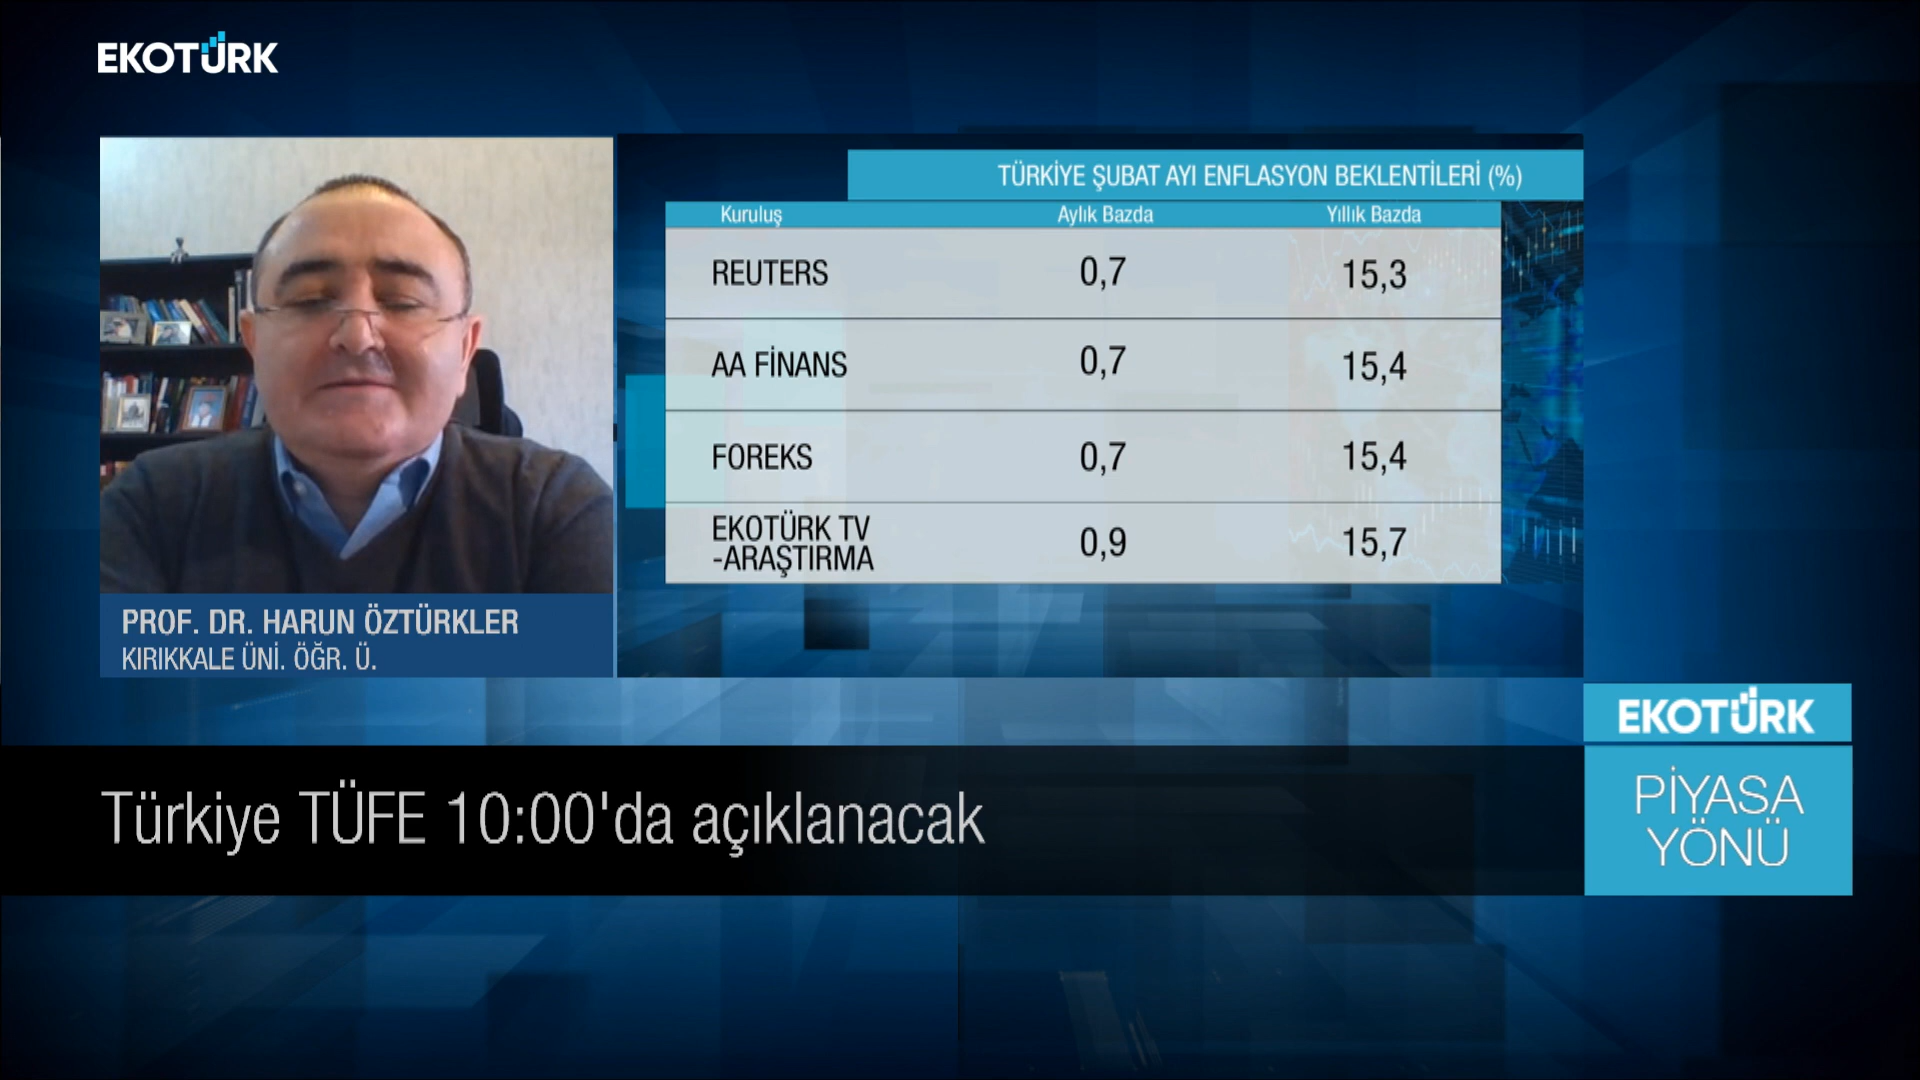 EKOTÜRK
TÜRKİYE ŞUBAT AYI ENFLASYON BEKLENTİLERİ (%)
Kuruluş Aylık Bazda Yıllık Bazda
REUTERS 0,7 15,3
AA FİNANS 0,7 15,4
FOREKS 0,7 15,4
EKOTÜRK TV
-ARAŞTIRMA 0,9 15,7
PROF. DR. HARUN ÖZTÜRKLER
KIRIKKALE ÜNİ. ÖĞR. Ü.
EKOTÜRK
Türkiye TÜFE 10:00'da açıklanacak
PİYASA
YÖNÜ